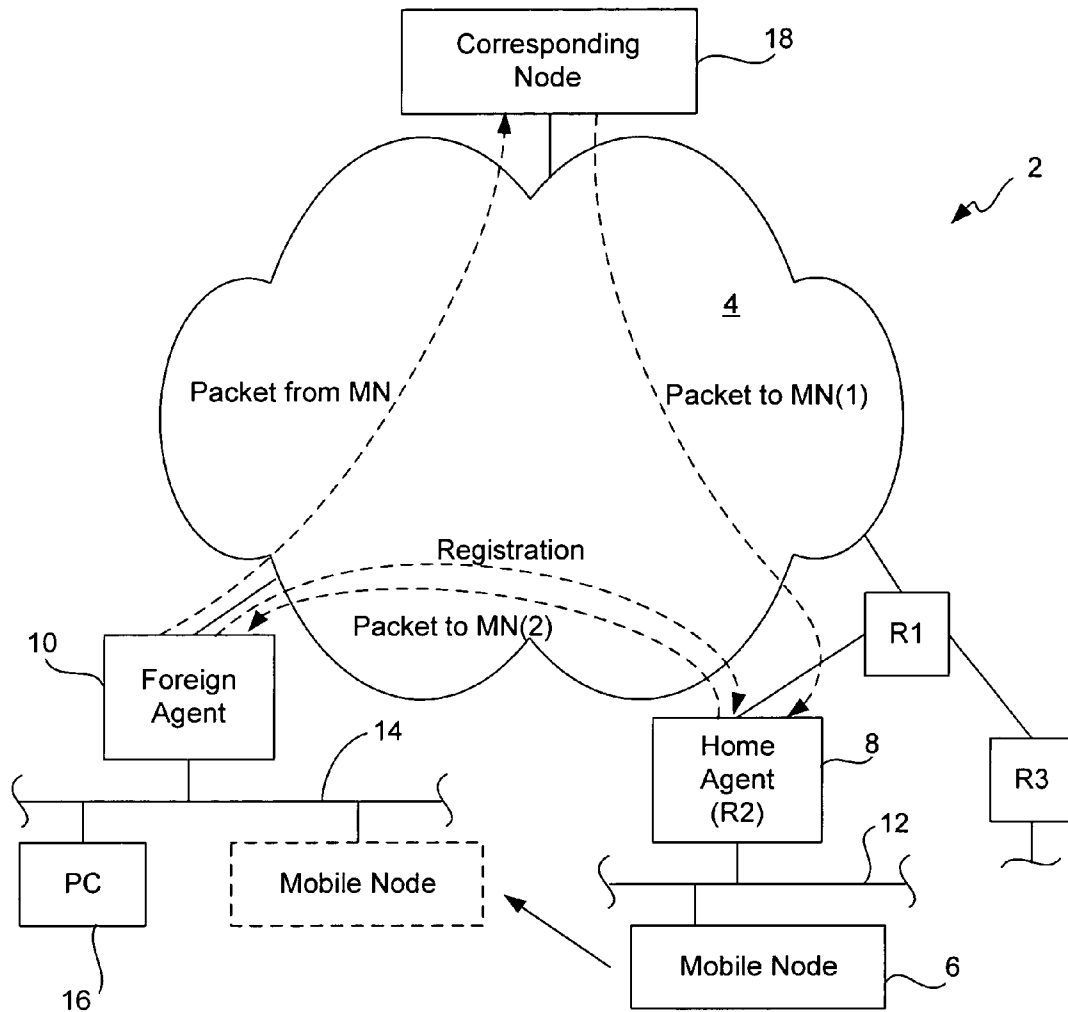 Corresponding
Node
18
2
4
Packet from MN
Packet to MN(1)
Registration
Packet to MN(2)
10
Foreign
Agent
R1
14
Home
Agent
(R2)
8
R3
12
PC
Mobile Node
16
Mobile Node
6